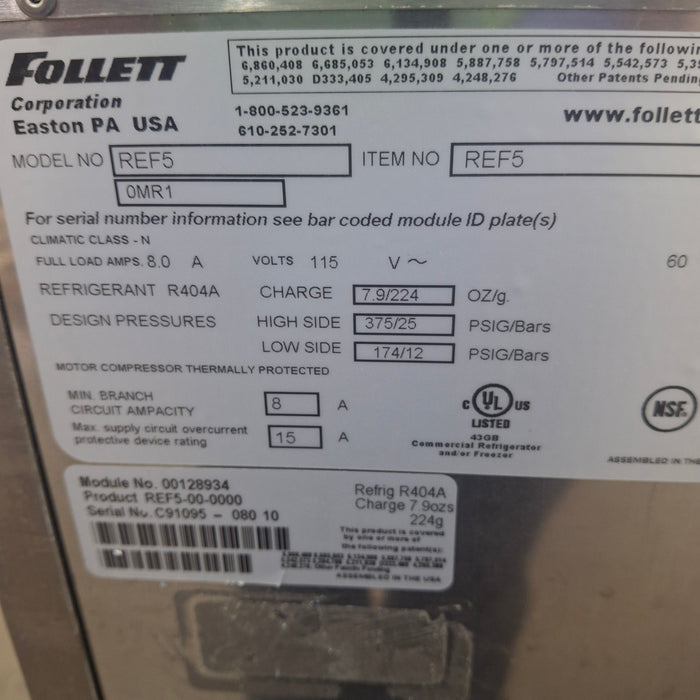 FOLLETT
Corporation
Easton PA USA
This product is covered under one or more of the
6,860,408 6,685,053 6,134,908 5,887,758 5,797,514 5,542,573
5,211,030 D333,405 4,295,309 4,248,276 Other Patents
1-800-523-9361
610-252-7301
www.follett
MODEL NO REF5 ITEM NO REF5
0MR1
For serial number information see bar coded module ID plate(s)
CLIMATIC CLASS - N
FULL LOAD AMPS. 8.0 A VOLTS 115 V ~ 60
REFRIGERANT R404A CHARGE 7.9/224 OZ/g.
DESIGN PRESSURES HIGH SIDE 375/25 PSIG/Bars
LOW SIDE 174/12 PSIG/Bars
MOTOR COMPRESSOR THERMALLY PROTECTED
MIN. BRANCH
CIRCUIT AMPACITY 8 A
Max. supply circuit overcurrent
protective device rating 15 A
C UL US
LISTED
43GB
Commercial Refrigerator
and/or Freezer
NSF
ASSEMBLED IN THE
Module No. 00128934
Product REF5-00-0000
Serial No. C91095 - 080 10
Refrig R404A
Charge 7.9ozs
224g
This product is covered
by one or more of
the following patents:
ASSEMBLED IN THE USA